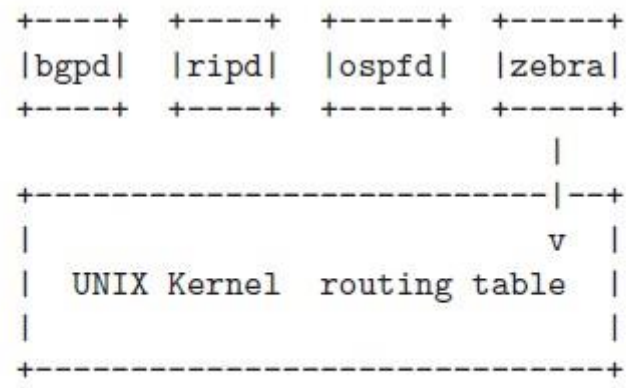 +----+  +----+  +-----+  +-----+
|bgpd|  |ripd|  |ospfd|  |zebra|
+----+  +----+  +-----+  +-----+
                            |
+---------------------------|--+
|                           v  |
|  UNIX Kernel  routing table  |
|                              |
+------------------------------+